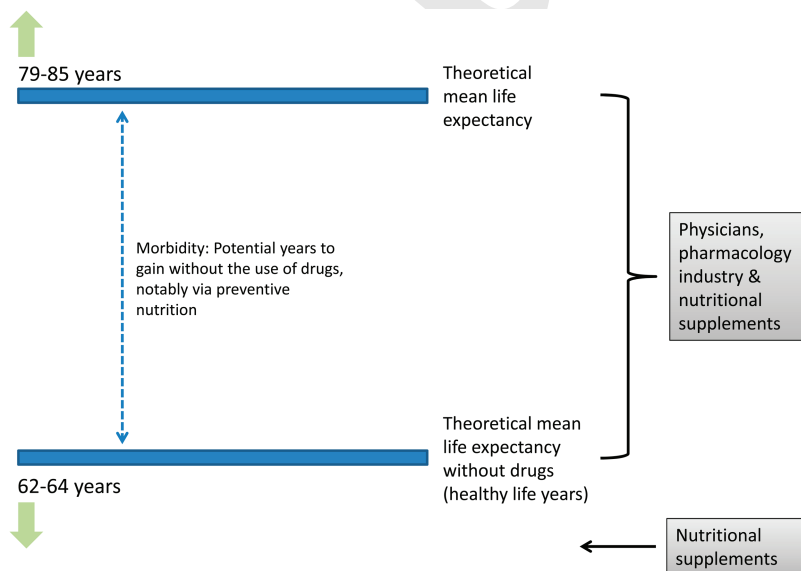 79-85 years
Theoretical
mean life
expectancy
Physicians,
pharmacology
industry &
nutritional
supplements
Morbidity: Potential years to
gain without the use of drugs,
notably via preventive
nutrition
Theoretical mean
life expectancy
without drugs
(healthy life years)
62-64 years
Nutritional
supplements